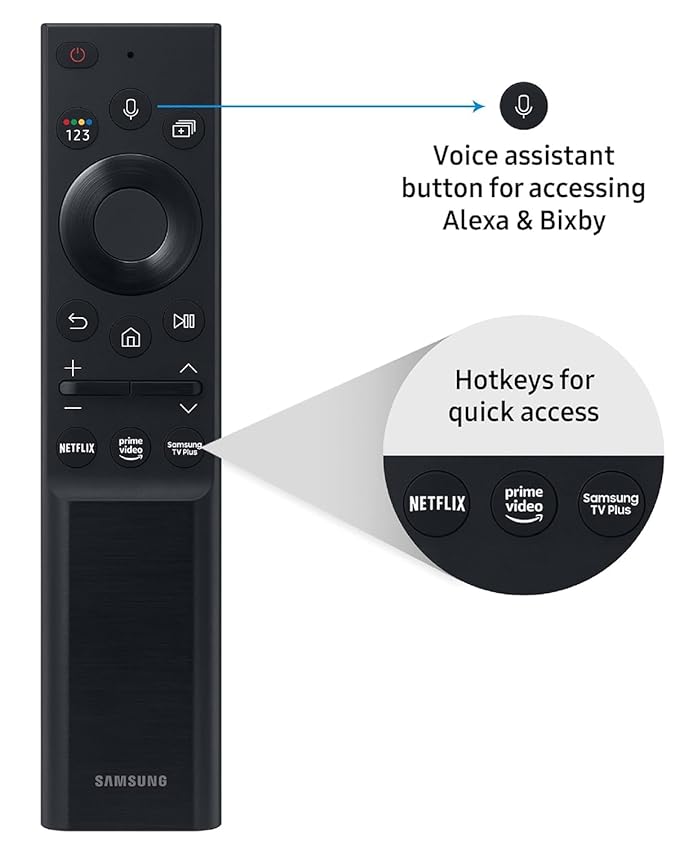 123
Voice assistant
button for accessing
Alexa & Bixby
Hotkeys for
quick access
NETFLIX
prime
video
Samsung
TV Plus
NETFLIX
prime
video
Samsung
TV Plus
SAMSUNG